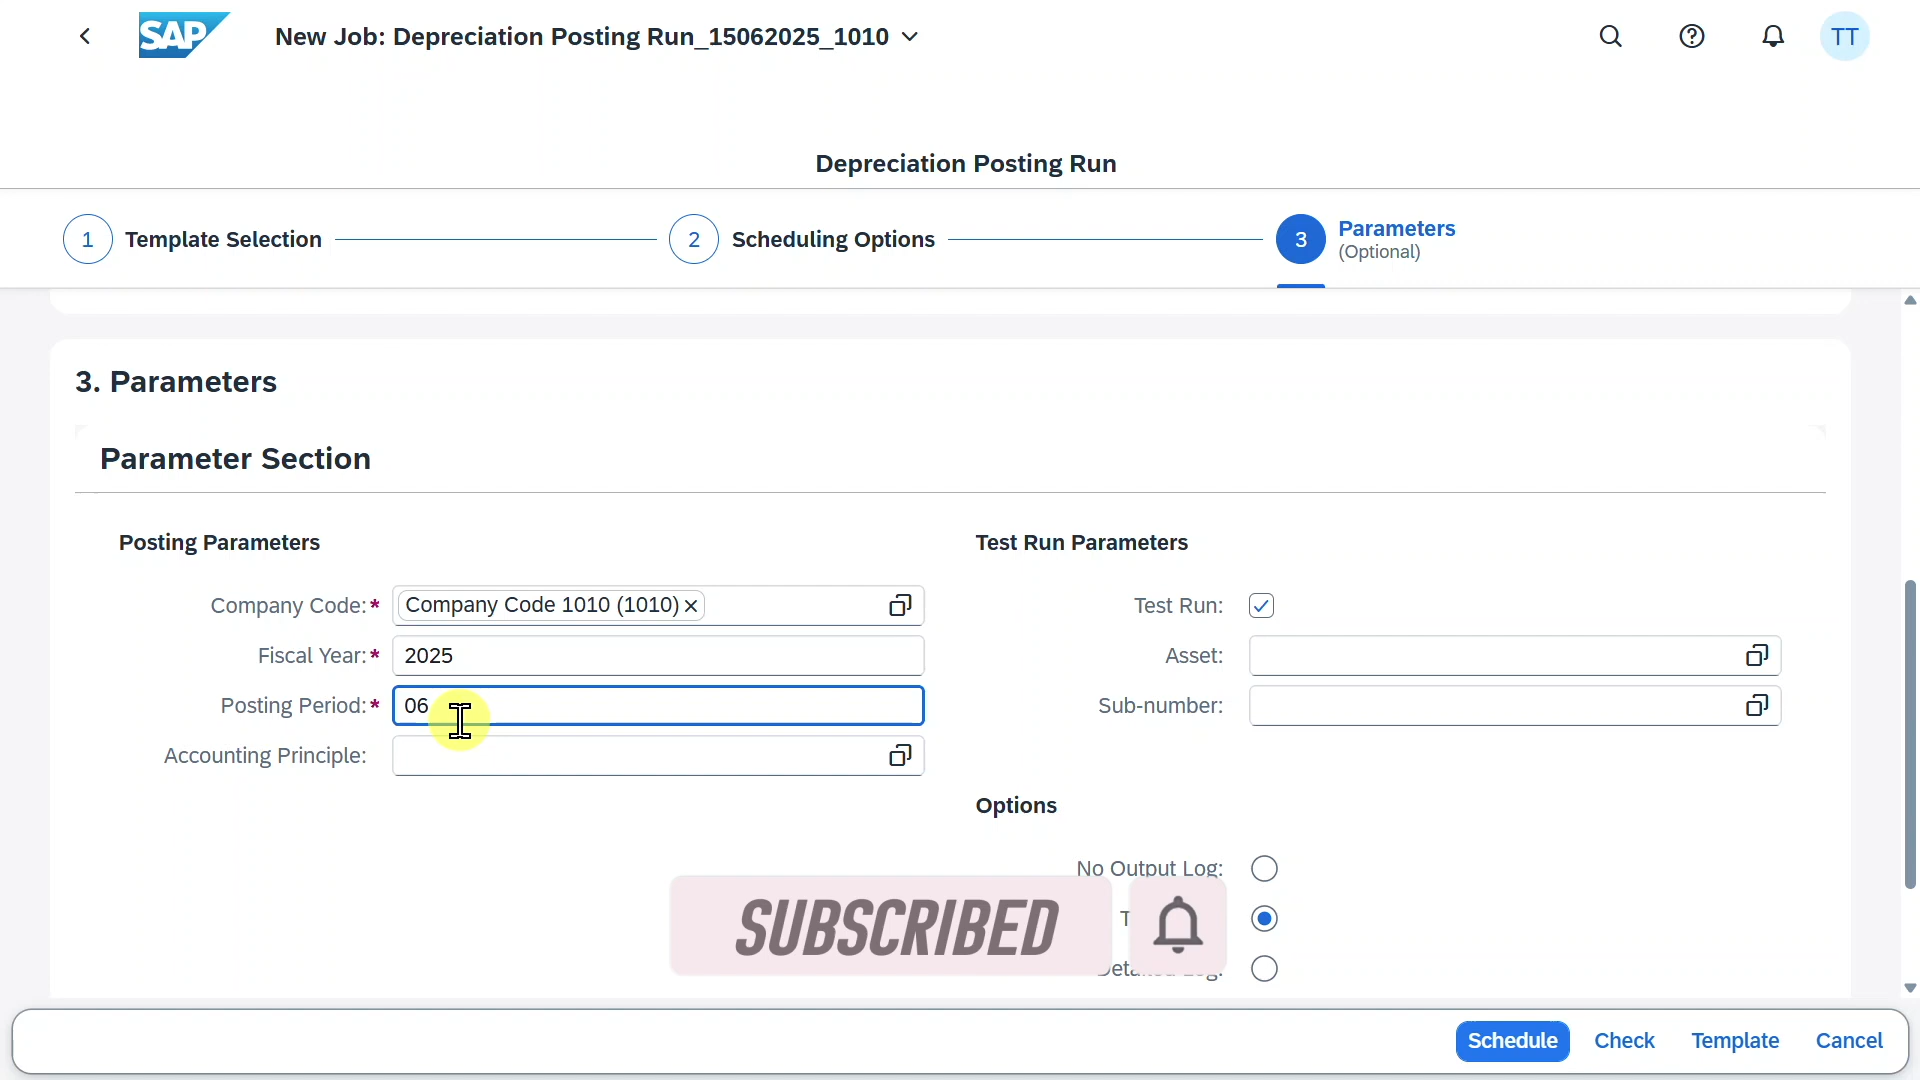 SAP
New Job: Depreciation Posting Run_15062025_1010
TT
Depreciation Posting Run
1 Template Selection
2 Scheduling Options
3 Parameters
(Optional)
3. Parameters
Parameter Section
Posting Parameters
Company Code:* Company Code 1010 (1010)
Fiscal Year:* 2025
Posting Period:* 06
Accounting Principle:
Test Run Parameters
Test Run:
Asset:
Sub-number:
Options
No Output Log:
SUBSCRIBED
Schedule Check Template Cancel